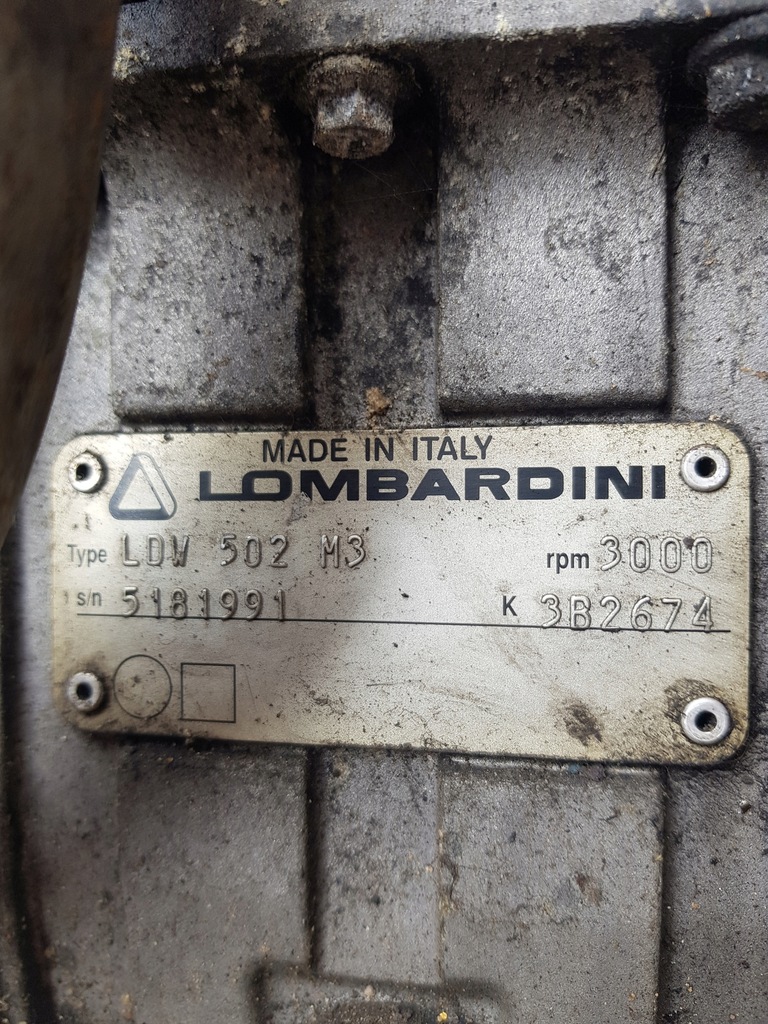 MADE IN ITALY
LOMBARDINI
Type LDW 502 M3 rpm 3000
s/n 5181991 K 3B2674